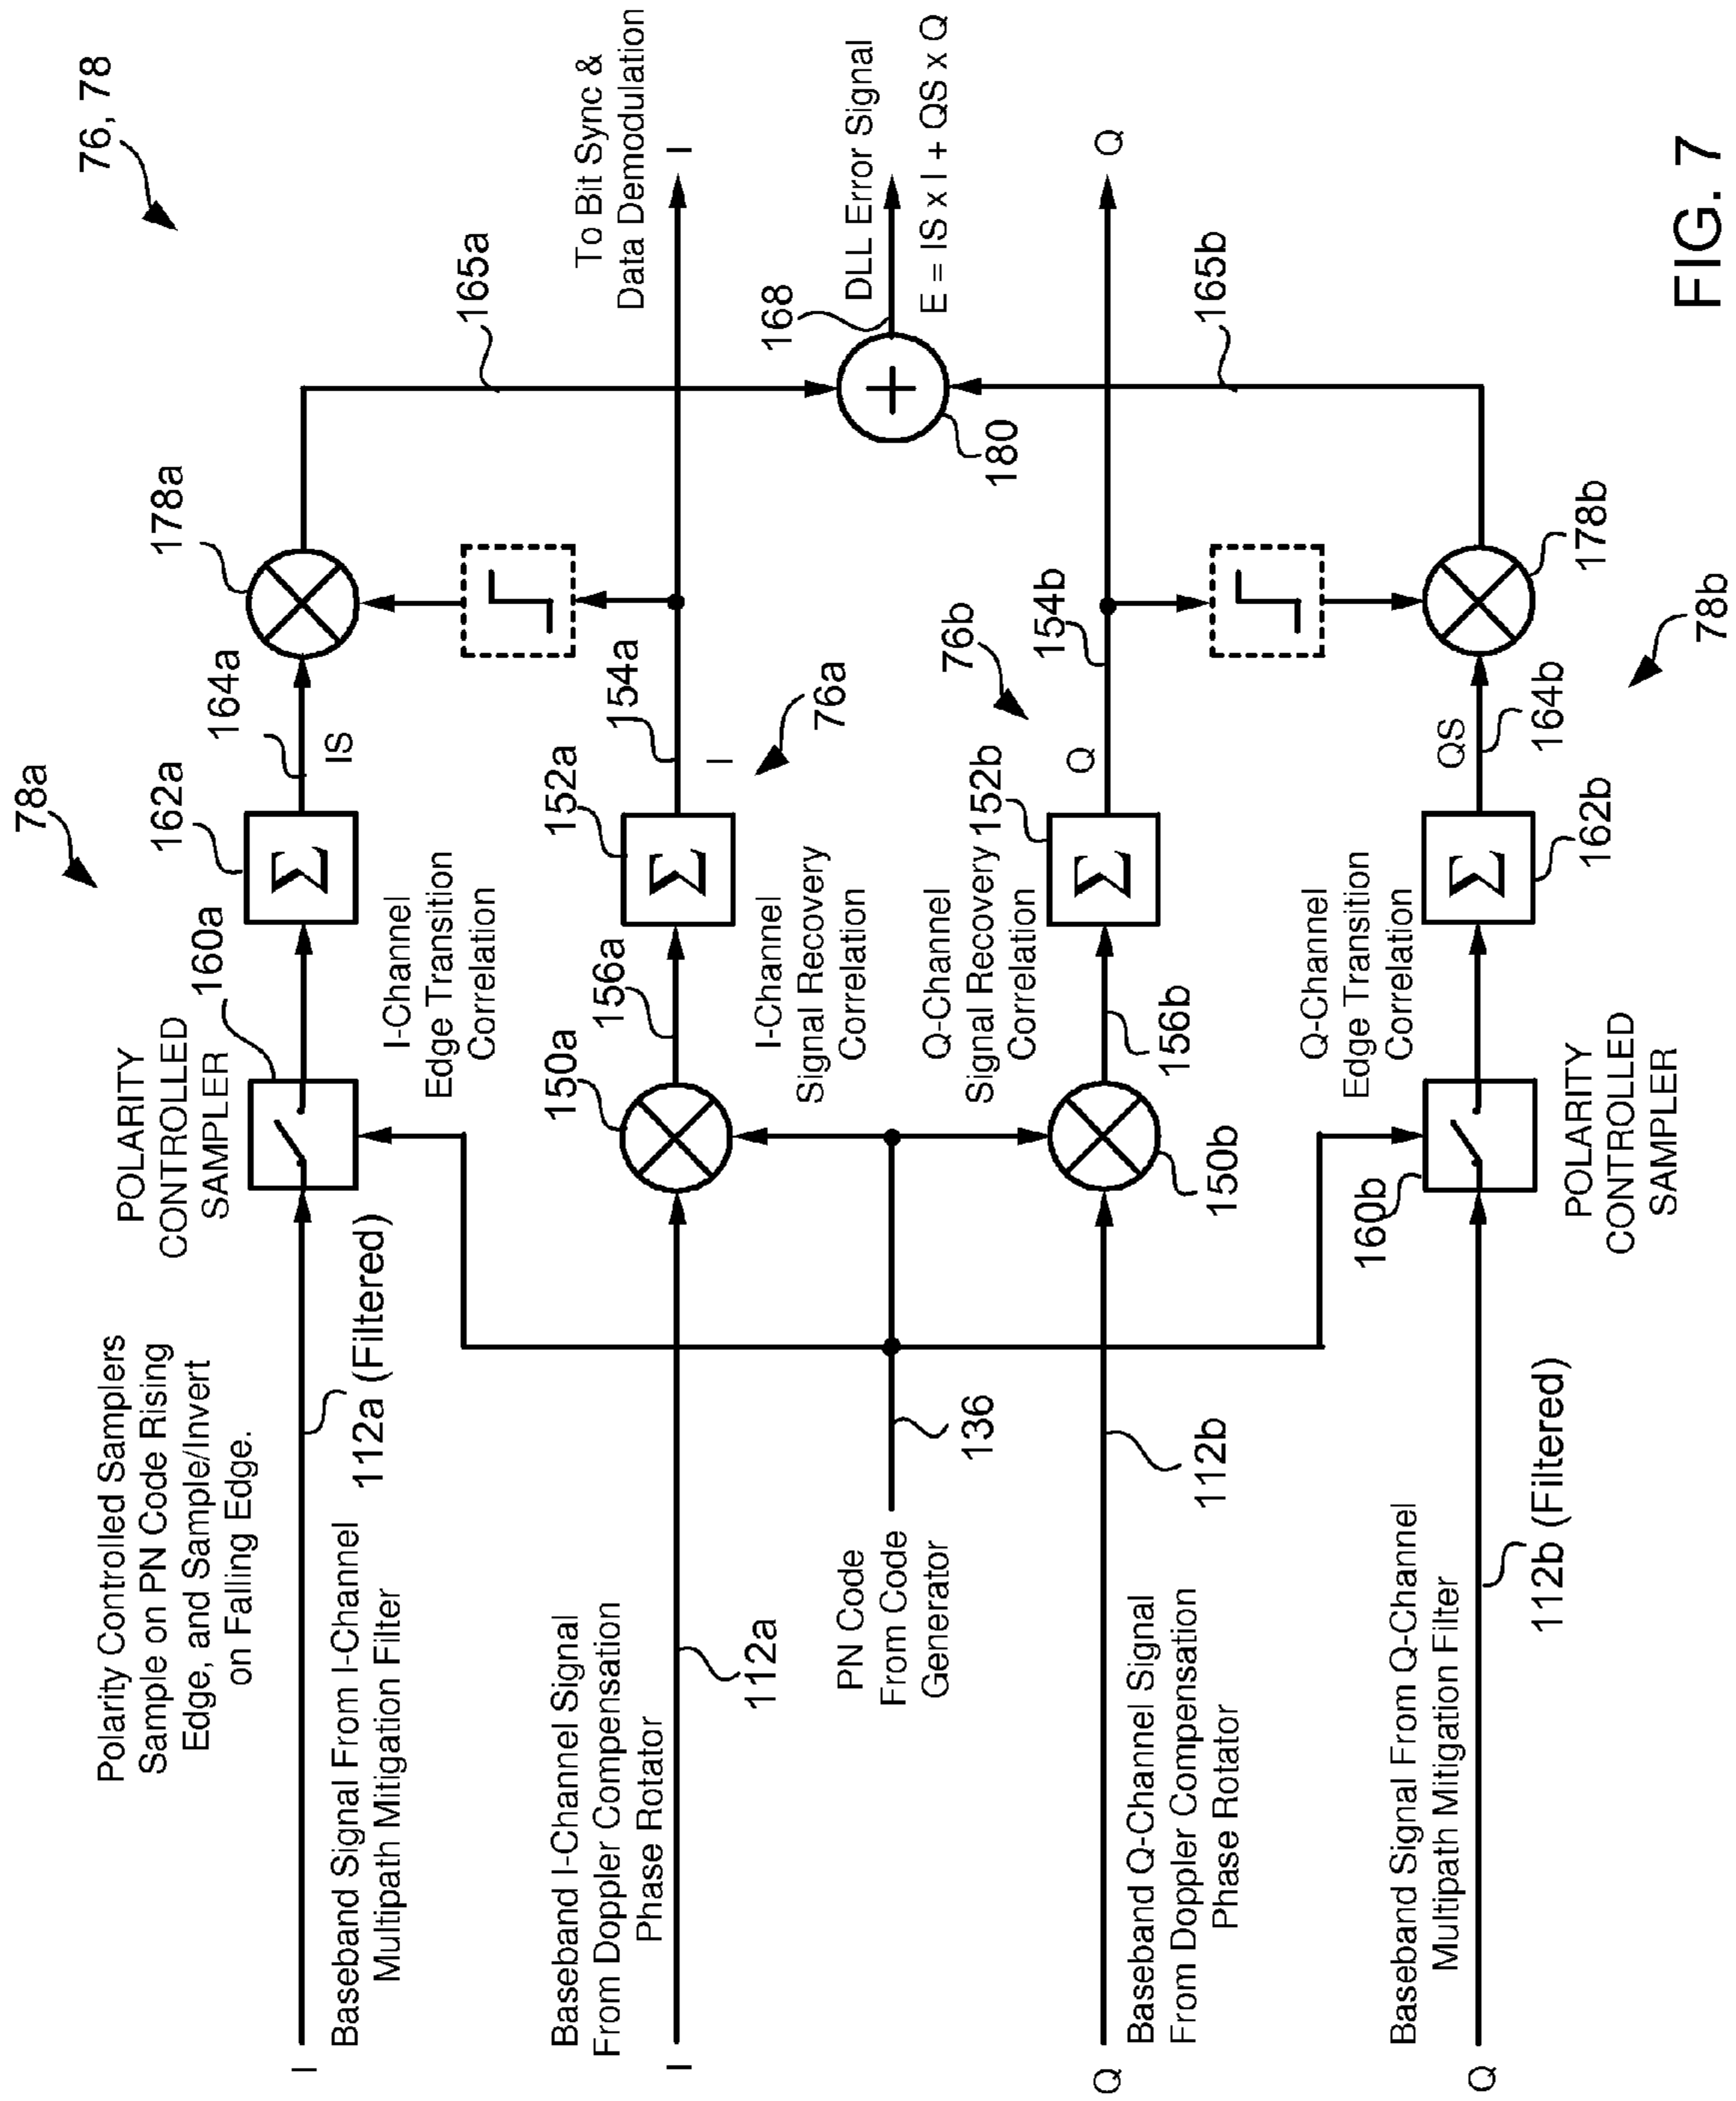 76, 78
78a
162a
164a
IS
178a
160a
POLARITY
CONTROLLED
SAMPLER
I-Channel
Edge Transition
Correlation
Polarity Controlled Samplers
Sample on PN Code Rising
Edge, and Sample/Invert
on Falling Edge.
112a (Filtered)
I
Baseband Signal From I-Channel
Multipath Mitigation Filter
165a
To Bit Sync &
Data Demodulation
I
Baseband I-Channel Signal
From Doppler Compensation
Phase Rotator
I
112a
150a
156a
152a
154a
I
76a
I-Channel
Signal Recovery
Correlation
168
DLL Error Signal
E = IS x I + QS x Q
180
PN Code
From Code
Generator
136
Q-Channel
Signal Recovery
Correlation
152b
Q
76b
154b
Q
150b
156b
112b
Q
Baseband Q-Channel Signal
From Doppler Compensation
Phase Rotator
165b
Q-Channel
Edge Transition
Correlation
160b
POLARITY
CONTROLLED
SAMPLER
162b
QS
164b
178b
78b
Baseband Signal From Q-Channel
Multipath Mitigation Filter
Q
112b (Filtered)
Σ
Σ
Σ
Σ
+
FIG. 7